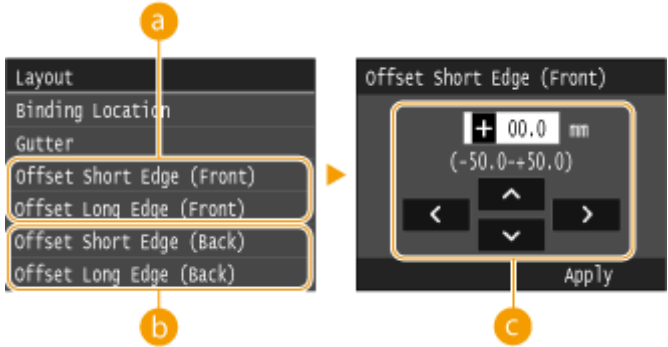 a
Layout
Binding Location
Gutter
Offset Short Edge (Front)
Offset Long Edge (Front)
Offset Short Edge (Back)
Offset Long Edge (Back)
b
Offset Short Edge (Front)
+ 00.0 mm
(-50.0-+50.0)
Apply
c